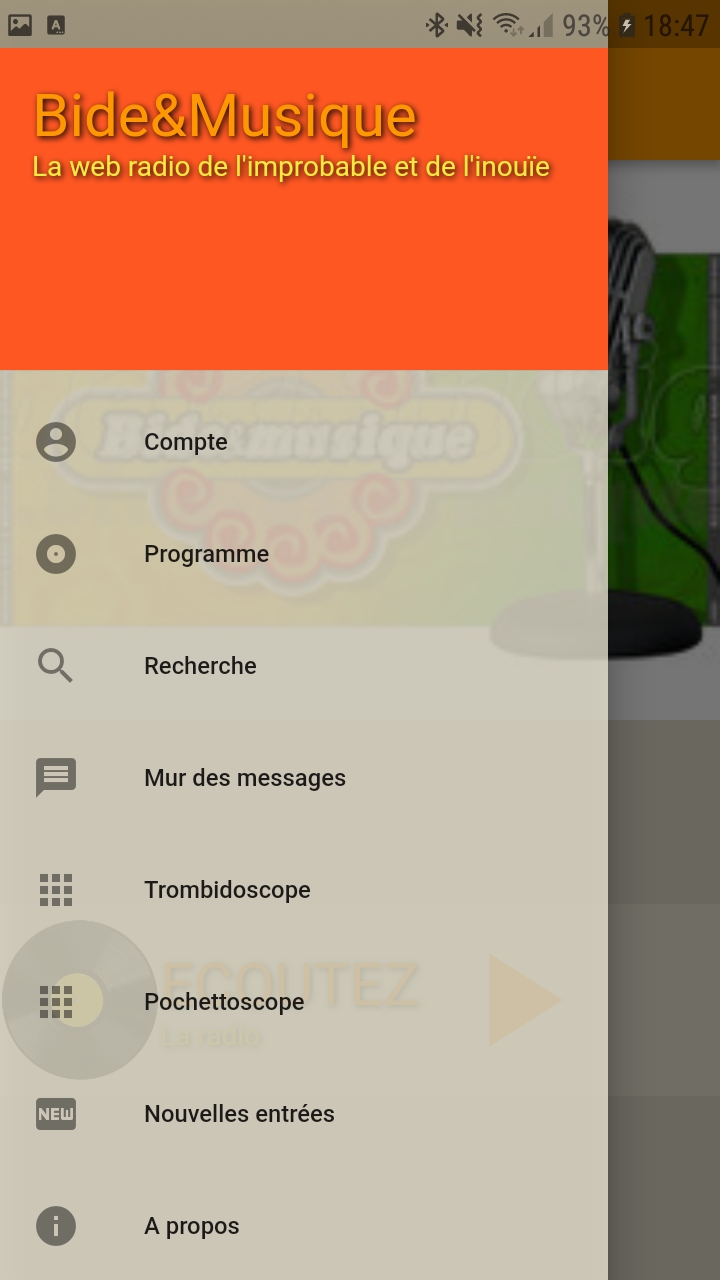 93% 18:47
Bide&Musique
La web radio de l'improbable et de l'inouïe
Bide&musique
Compte
Programme
Recherche
Mur des messages
Trombidoscope
ECOUTEZ
Pochettoscope
La radio
NEW Nouvelles entrées
A propos